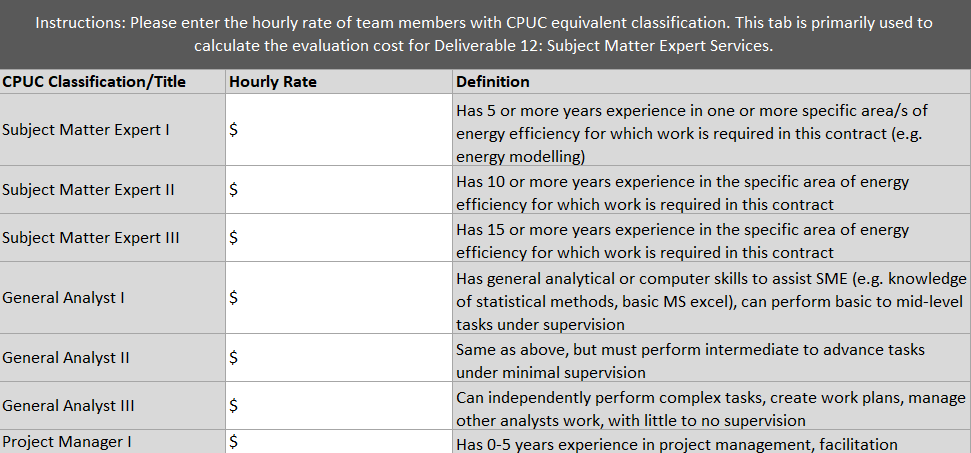 Instructions: Please enter the hourly rate of team members with CPUC equivalent classification. This tab is primarily used to
calculate the evaluation cost for Deliverable 12: Subject Matter Expert Services.
CPUC Classification/Title Hourly Rate Definition
Subject Matter Expert I $ Has 5 or more years experience in one or more specific area/s of
energy efficiency for which work is required in this contract (e.g.
energy modelling)
Subject Matter Expert II $ Has 10 or more years experience in the specific area of energy
efficiency for which work is required in this contract
Subject Matter Expert III $ Has 15 or more years experience in the specific area of energy
efficiency for which work is required in this contract
General Analyst I $ Has general analytical or computer skills to assist SME (e.g. knowledge
of statistical methods, basic MS excel), can perform basic to mid-level
tasks under supervision
General Analyst II $ Same as above, but must perform intermediate to advance tasks
under minimal supervision
General Analyst III $ Can independently perform complex tasks, create work plans, manage
other analysts work, with little to no supervision
Project Manager I $ Has 0-5 years experience in project management, facilitation